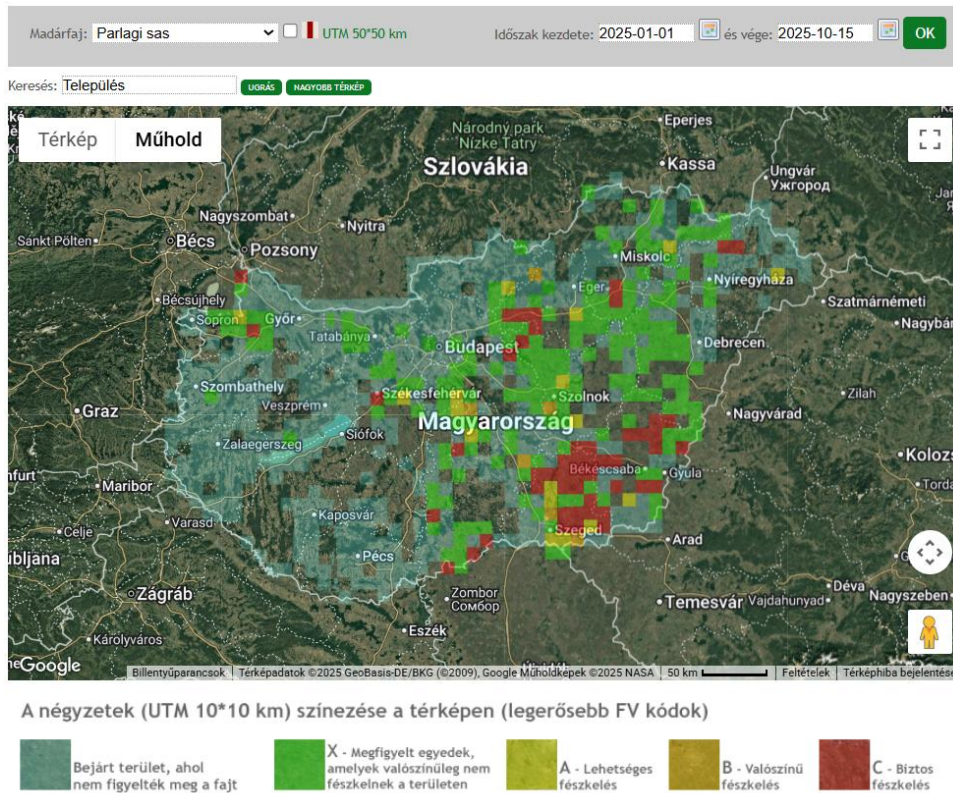 Madárfaj: Parlagi sas UTM 50*50 km Időszak kezdete: 2025-01-01 és vége: 2025-10-15 OK
Keresés: Település UGRÁS NAGYOBB TÉRKÉP
Térkép Műhold
Národný park
Nízke Tatry
Eperjes
Szlovákia
Kassa
Ungvár
Ужгород
Nagyszombat
Nyitra
Sankt Pölten
Bécs
Pozsony
Miskolc
Nyíregyháza
Eger
Bécsújhely
Szatmárnémeti
Sopron
Győr
Tatabánya
Budapest
Debrecen
Szombathely
Székesfehérvár
Szolnok
Zilah
Veszprém
Graz
Magyarország
Nagyvárad
Siófok
Zalaegerszeg
Békéscsaba
Gyula
Maribor
Kaposvár
Varasd
Celje
Szeged
Arad
Pécs
Zágráb
Zombor
Сомбор
Temesvár
Vajdahunyad
Déva
Nagyszeben
Eszék
Károlyváros
Google
Billentyűparancsok Térképadatok ©2025 GeoBasis-DE/BKG (©2009), Google Műholdképek ©2025 NASA 50 km Feltételek Térképhiba bejelentése
A négyzetek (UTM 10*10 km) színezése a térképen (legerősebb FV kódok)
Bejárt terület, ahol
nem figyelték meg a fajt
X - Megfigyelt egyedek,
amelyek valószínűleg nem
fészkelnek a területen
A - Lehetséges
fészkelés
B - Valószínű
fészkelés
C - Biztos
fészkelés